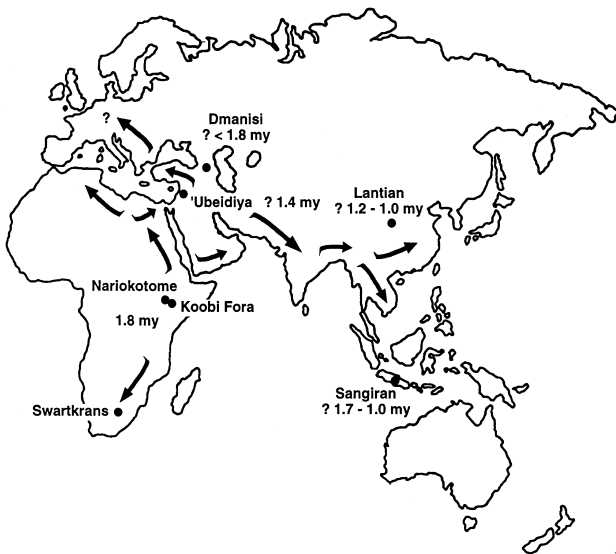 ?
Dmanisi
? < 1.8 my
'Ubeidiya ? 1.4 my
Lantian
? 1.2 - 1.0 my
Nariokotome
Koobi Fora
1.8 my
Swartkrans
Sangiran
? 1.7 - 1.0 my